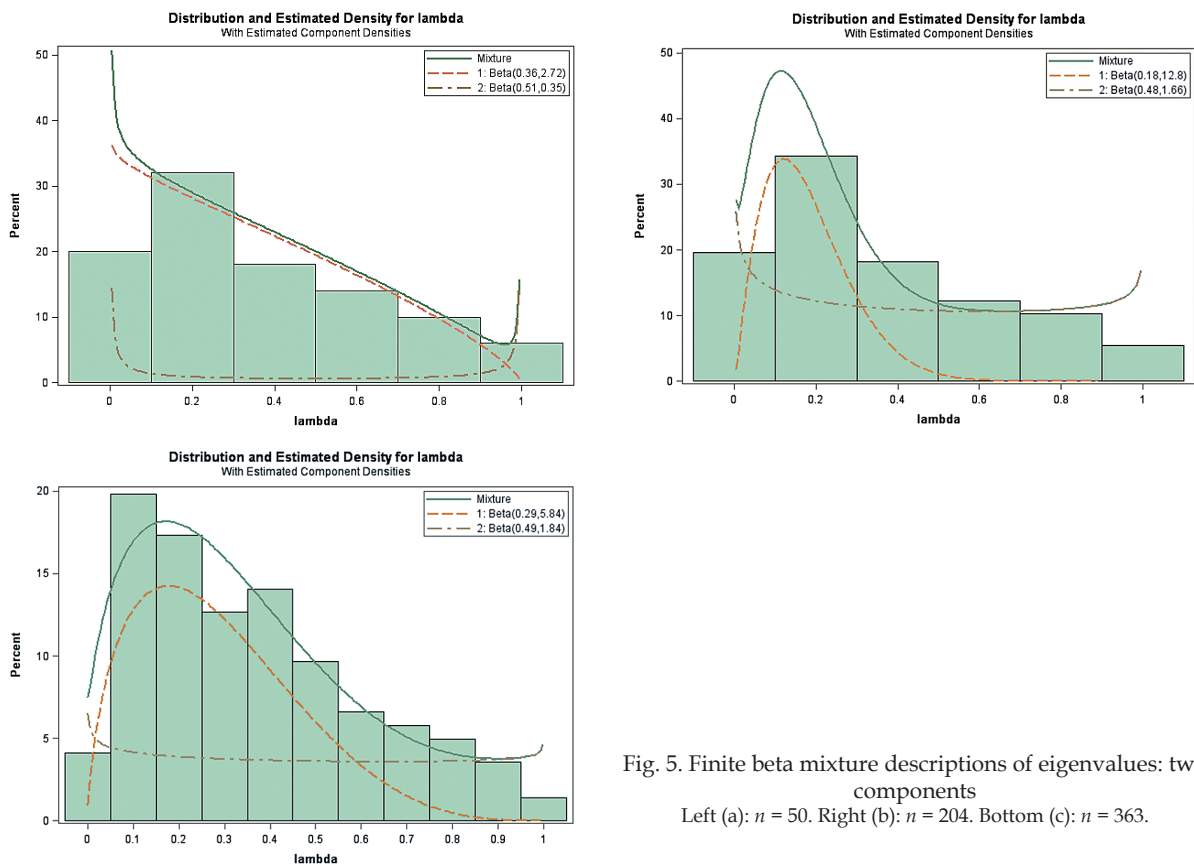 Distribution and Estimated Density for lambda
With Estimated Component Densities
Mixture
1: Beta(0.36,2.72)
2: Beta(0.51,0.35)
50
40
30
20
10
0
Percent
0 0.2 0.4 0.6 0.8 1
lambda
Distribution and Estimated Density for lambda
With Estimated Component Densities
Mixture
1: Beta(0.18,12.8)
2: Beta(0.48,1.66)
50
40
30
20
10
0
Percent
0 0.2 0.4 0.6 0.8 1
lambda
Distribution and Estimated Density for lambda
With Estimated Component Densities
Mixture
1: Beta(0.29,5.84)
2: Beta(0.49,1.84)
20
15
10
5
0
Percent
0 0.1 0.2 0.3 0.4 0.5 0.6 0.7 0.8 0.9 1
lambda
Fig. 5. Finite beta mixture descriptions of eigenvalues: tw
components
Left (a): n = 50. Right (b): n = 204. Bottom (c): n = 363.